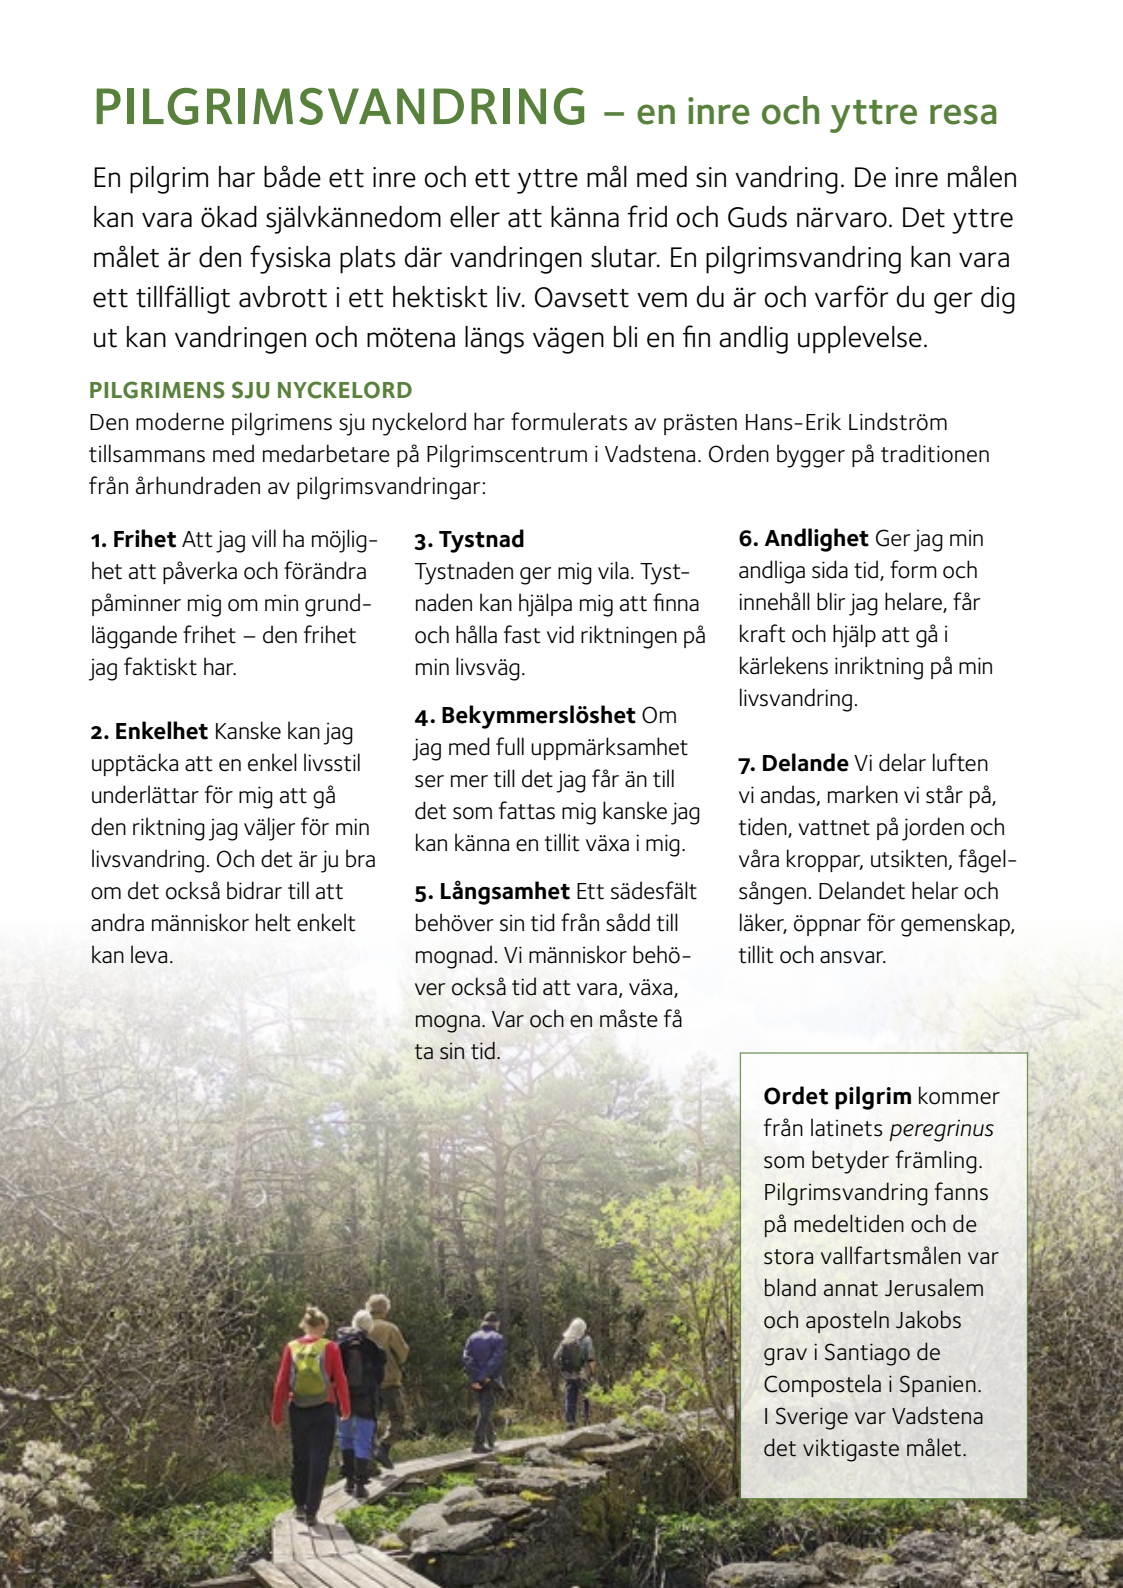 PILGRIMSVANDRING – en inre och yttre resa
En pilgrim har både ett inre och ett yttre mål med sin vandring. De inre målen
kan vara ökad självkännedom eller att känna frid och Guds närvaro. Det yttre
målet är den fysiska plats där vandringen slutar. En pilgrimsvandring kan vara
ett tillfälligt avbrott i ett hektiskt liv. Oavsett vem du är och varför du ger dig
ut kan vandringen och mötena längs vägen bli en fin andlig upplevelse.
PILGRIMENS SJU NYCKELORD
Den moderne pilgrimens sju nyckelord har formulerats av prästen Hans-Erik Lindström
tillsammans med medarbetare på Pilgrimscentrum i Vadstena. Orden bygger på traditionen
från århundraden av pilgrimsvandringar:
1. Frihet Att jag vill ha möjlig-
het att påverka och förändra
påminner mig om min grund-
läggande frihet – den frihet
jag faktiskt har.
2. Enkelhet Kanske kan jag
upptäcka att en enkel livsstil
underlättar för mig att gå
den riktning jag väljer för min
livsvandring. Och det är ju bra
om det också bidrar till att
andra människor helt enkelt
kan leva.
3. Tystnad
Tystnaden ger mig vila. Tyst-
naden kan hjälpa mig att finna
och hålla fast vid riktningen på
min livsväg.
4. Bekymmerslöshet Om
jag med full uppmärksamhet
ser mer till det jag får än till
det som fattas mig kanske jag
kan känna en tillit växa i mig.
5. Långsamhet Ett sädesfält
behöver sin tid från sådd till
mognad. Vi människor behö-
ver också tid att vara, växa,
mogna. Var och en måste få
ta sin tid.
6. Andlighet Ger jag min
andliga sida tid, form och
innehåll blir jag helare, får
kraft och hjälp att gå i
kärlekens inriktning på min
livsvandring.
7. Delande Vi delar luften
vi andas, marken vi står på,
tiden, vattnet på jorden och
våra kroppar, utsikten, fågel-
sången. Delandet helar och
läker, öppnar för gemenskap,
tillit och ansvar.
Ordet pilgrim kommer
från latinets peregrinus
som betyder främling.
Pilgrimsvandring fanns
på medeltiden och de
stora vallfartsmålen var
bland annat Jerusalem
och aposteln Jakobs
grav i Santiago de
Compostela i Spanien.
I Sverige var Vadstena
det viktigaste målet.